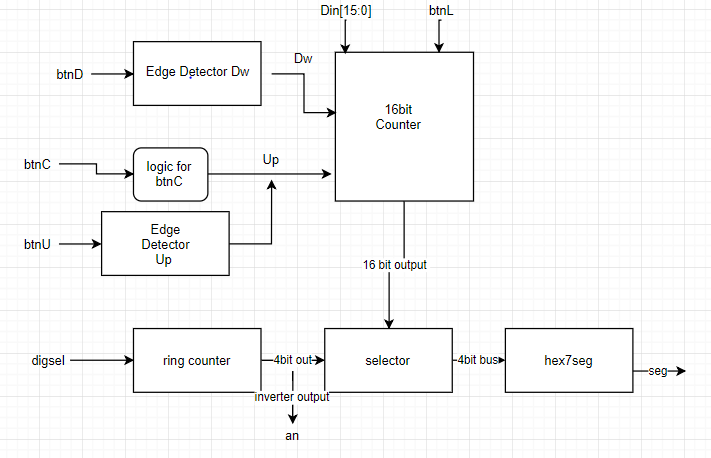 Din[15:0]
btnL
btnD
Edge Detector Dw
Dw
16bit
Counter
btnC
logic for
btnC
Up
btnU
Edge
Detector
Up
16 bit output
digsel
ring counter
4bit out
selector
4bit bus
hex7seg
seg
inverter output
an